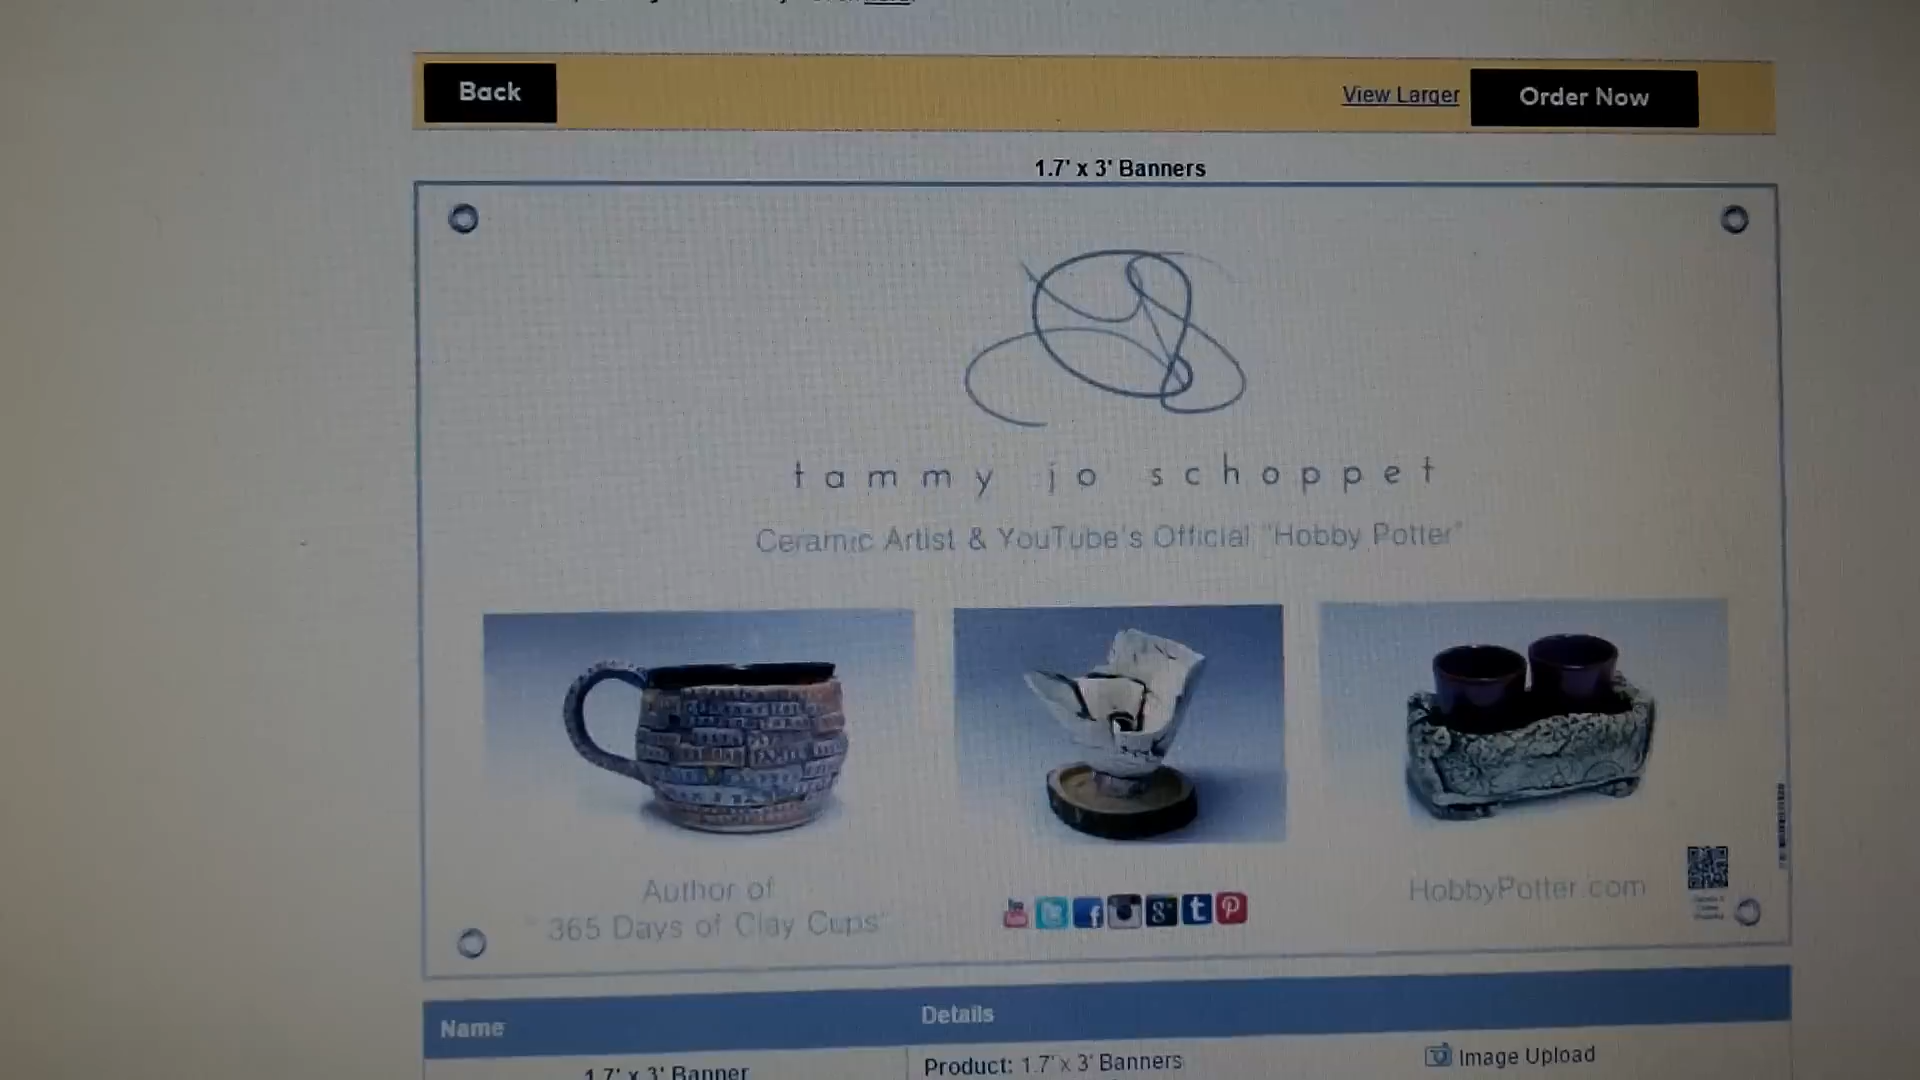 Back
View Larger
Order Now
1.7' x 3' Banners
tammy jo schoppet
Ceramic Artist & YouTube's Official "Hobby Potter"
Author of
"365 Days of Clay Cups"
HobbyPotter.com
Name
Details
1.7' x 3' Banner
Product: 1.7' x 3' Banners
Image Upload